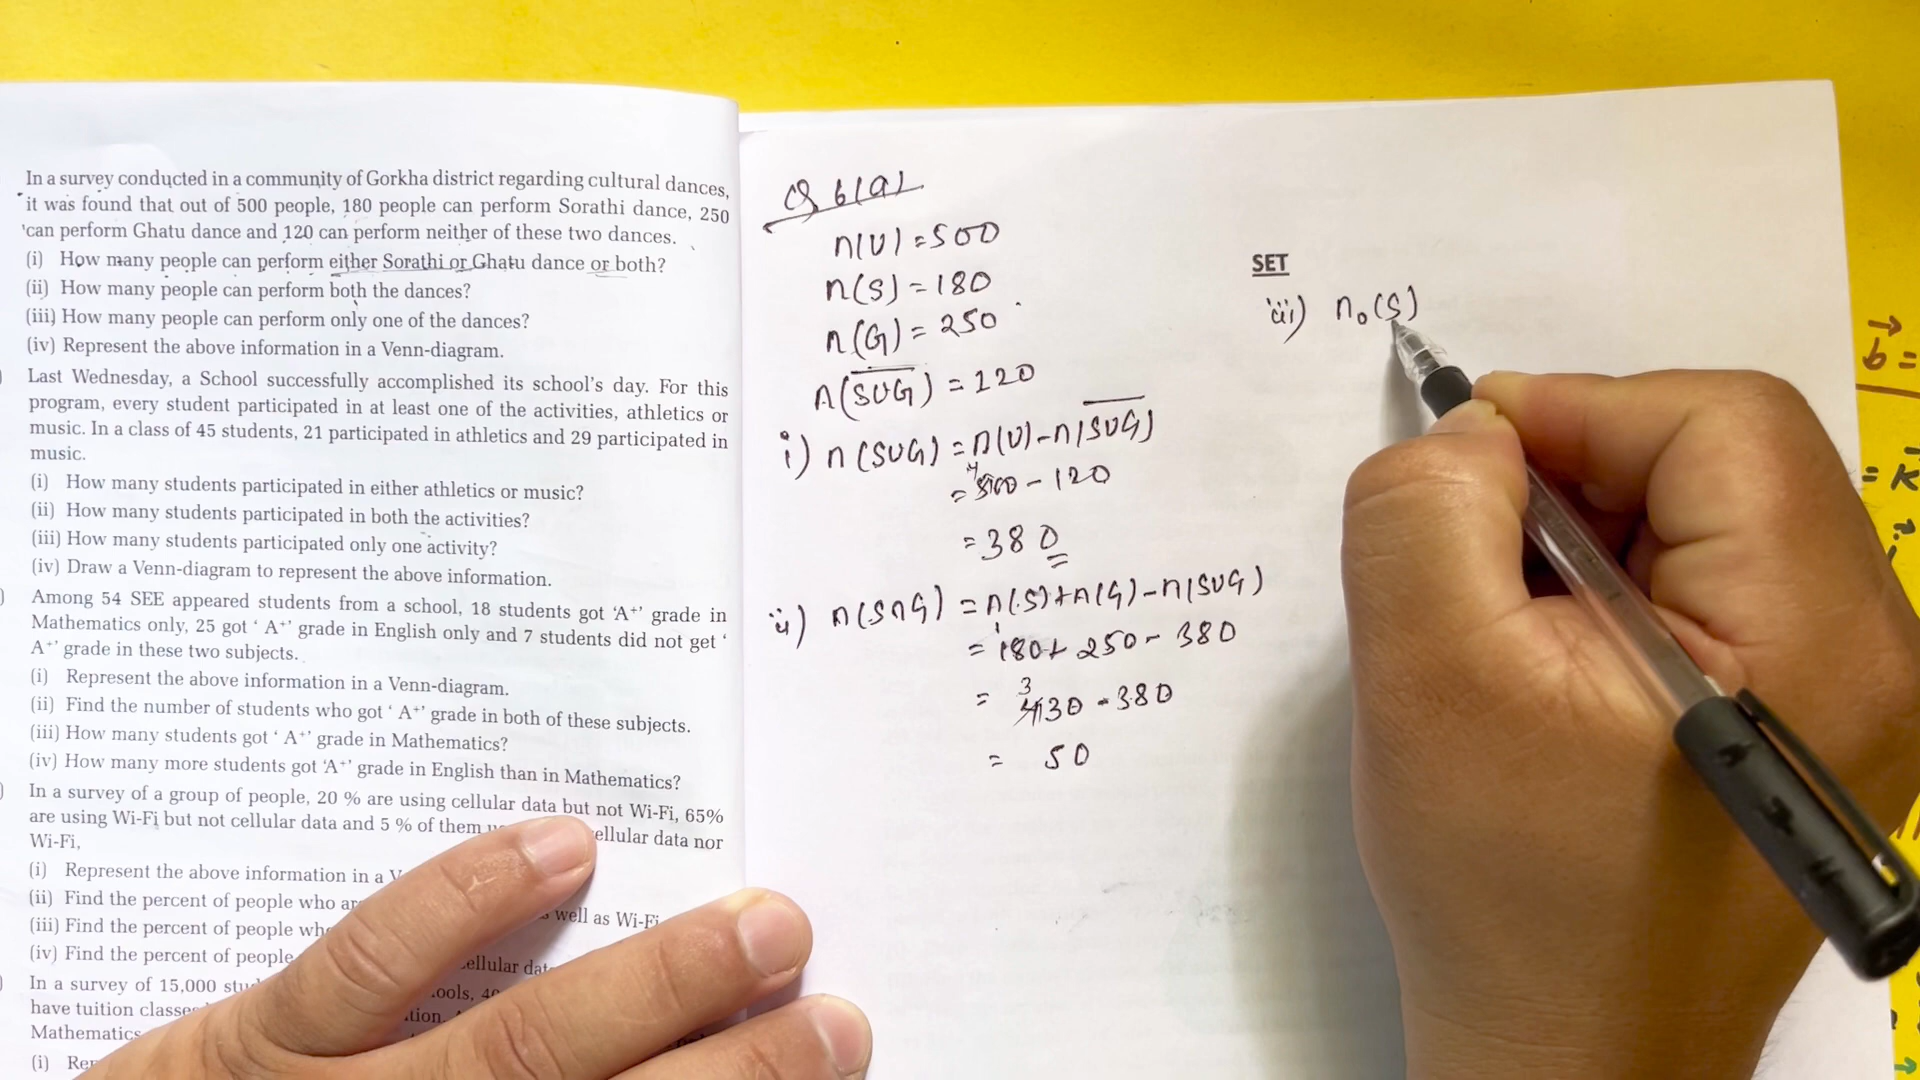 In a survey conducted in a community of Gorkha district regarding cultural dances,
it was found that out of 500 people, 180 people can perform Sorathi dance, 250
can perform Ghatu dance and 120 can perform neither of these two dances.
(i) How many people can perform either Sorathi or Ghatu dance or both?
(ii) How many people can perform both the dances?
(iii) How many people can perform only one of the dances?
(iv) Represent the above information in a Venn-diagram.
Last Wednesday, a School successfully accomplished its school's day. For this
program, every student participated in at least one of the activities, athletics or
music. In a class of 45 students, 21 participated in athletics and 29 participated in
music.
(i) How many students participated in either athletics or music?
(ii) How many students participated in both the activities?
(iii) How many students participated only one activity?
(iv) Draw a Venn-diagram to represent the above information.
Among 54 SEE appeared students from a school, 18 students got 'A⁺' grade in
Mathematics only, 25 got ' A⁺' grade in English only and 7 students did not get '
A⁺' grade in these two subjects.
(i) Represent the above information in a Venn-diagram.
(ii) Find the number of students who got ' A⁺' grade in both of these subjects.
(iii) How many students got ' A⁺' grade in Mathematics?
(iv) How many more students got 'A⁺' grade in English than in Mathematics?
In a survey of a group of people, 20 % are using cellular data but not Wi-Fi, 65%
are using Wi-Fi but not cellular data and 5 % of them ellular data nor
Wi-Fi,
(i) Represent the above information in a V
(ii) Find the percent of people who ar well as Wi-Fi
(iii) Find the percent of people who
(iv) Find the percent of people ellular dat
In a survey of 15,000 stu ools, 40
have tuition classes tion.
Mathematics
(i) Rep
Q 6(a)
n(U) = 500
n(S) = 180
n(G) = 250
n(S̅U̅G̅) = 120
i) n(SUG) = n(U) - n(S̅U̅G̅)
= 500 - 120
= 380
ii) n(S∩G) = n(S) + n(G) - n(SUG)
= 180 + 250 - 380
= 430 - 380
= 50
SET
iii) n₀(S)
b⃗ =
= K